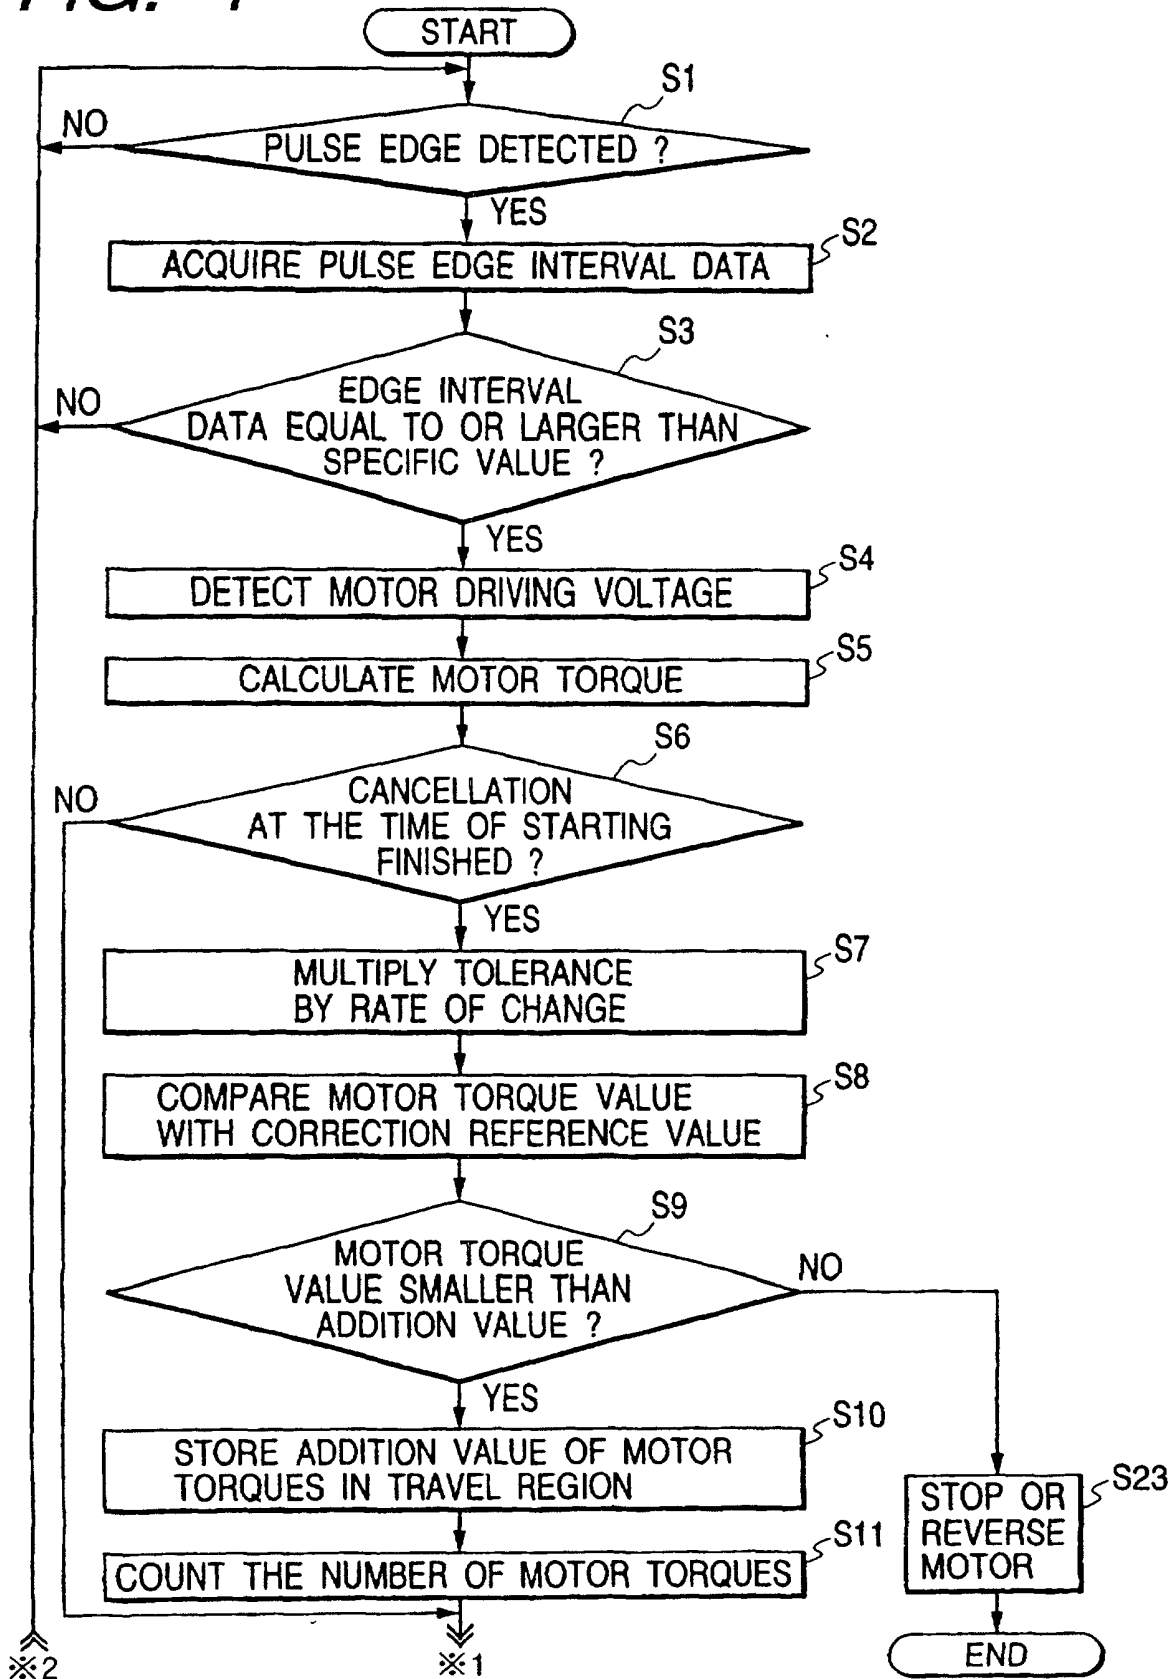 START
S1
NO
PULSE EDGE DETECTED ?
YES
S2
ACQUIRE PULSE EDGE INTERVAL DATA
S3
NO
EDGE INTERVAL
DATA EQUAL TO OR LARGER THAN
SPECIFIC VALUE ?
YES
S4
DETECT MOTOR DRIVING VOLTAGE
S5
CALCULATE MOTOR TORQUE
S6
NO
CANCELLATION
AT THE TIME OF STARTING
FINISHED ?
YES
S7
MULTIPLY TOLERANCE
BY RATE OF CHANGE
S8
COMPARE MOTOR TORQUE VALUE
WITH CORRECTION REFERENCE VALUE
S9
MOTOR TORQUE
VALUE SMALLER THAN
ADDITION VALUE ?
NO
YES
S10
STORE ADDITION VALUE OF MOTOR
TORQUES IN TRAVEL REGION
S23
STOP OR
REVERSE
MOTOR
S11
COUNT THE NUMBER OF MOTOR TORQUES
END
※2
※1